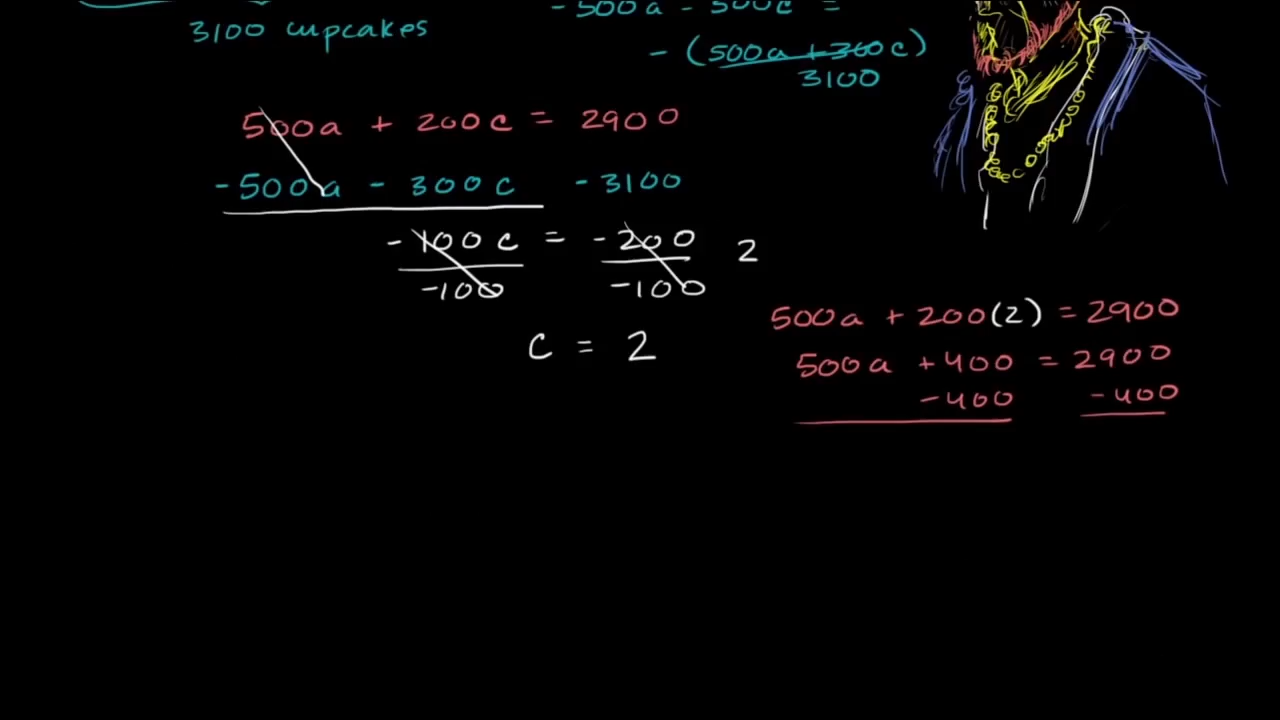 3100 cupcakes
- 500a - 300c =
- (500a + 300c)
3100
500a + 200c = 2900
-500a - 300c -3100
-100c = -200 2
-100 -100
c = 2
500a + 200(2) = 2900
500a + 400 = 2900
-400 -400